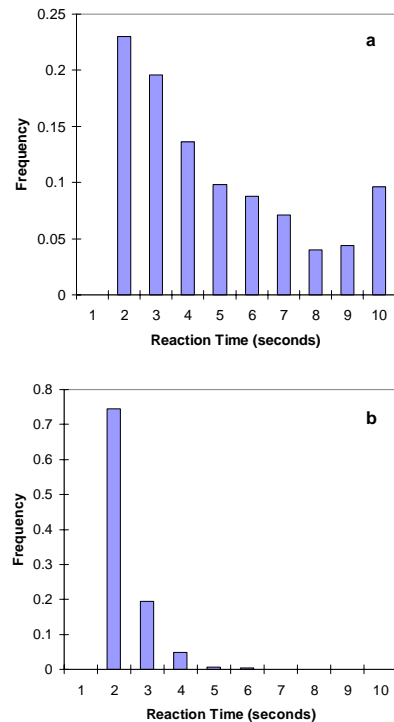 a
0.25
0.2
0.15
0.1
0.05
0
Frequency
1 2 3 4 5 6 7 8 9 10
Reaction Time (seconds)
b
0.8
0.7
0.6
0.5
0.4
0.3
0.2
0.1
0
Frequency
1 2 3 4 5 6 7 8 9 10
Reaction Time (seconds)